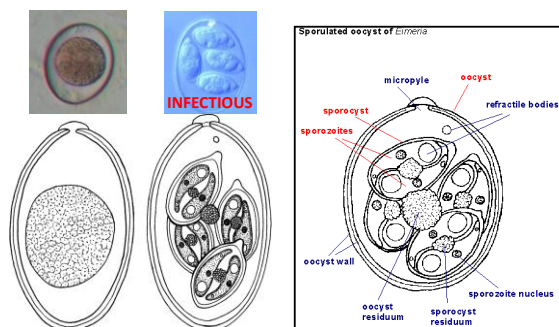 INFECTIOUS
Sporulated oocyst of Eimeria
micropyle
oocyst
sporocyst
refractile bodies
sporozoites
oocyst wall
sporozoite nucleus
oocyst
residuum
sporocyst
residuum